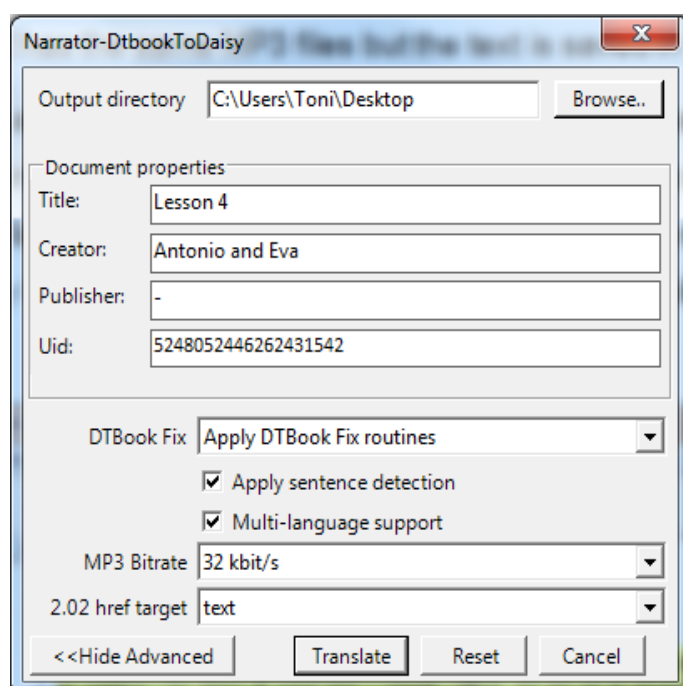 Narrator-DtbookToDaisy
Output directory C:\Users\Toni\Desktop Browse..
Document properties
Title: Lesson 4
Creator: Antonio and Eva
Publisher: -
Uid: 5248052446262431542
DTBook Fix Apply DTBook Fix routines
Apply sentence detection
Multi-language support
MP3 Bitrate 32 kbit/s
2.02 href target text
<<Hide Advanced Translate Reset Cancel